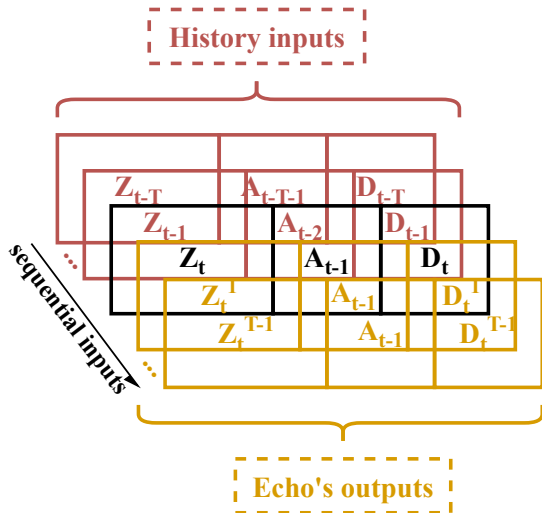 History inputs
Z_{t-T} A_{t-T-1} D_{t-T}
Z_{t-1} A_{t-2} D_{t-1}
...
Z_t A_{t-1} D_t
sequential inputs
Z_t^1 A_{t-1} D_t^1
Z_t^{T-1} A_{t-1} D_t^{T-1}
...
Echo's outputs